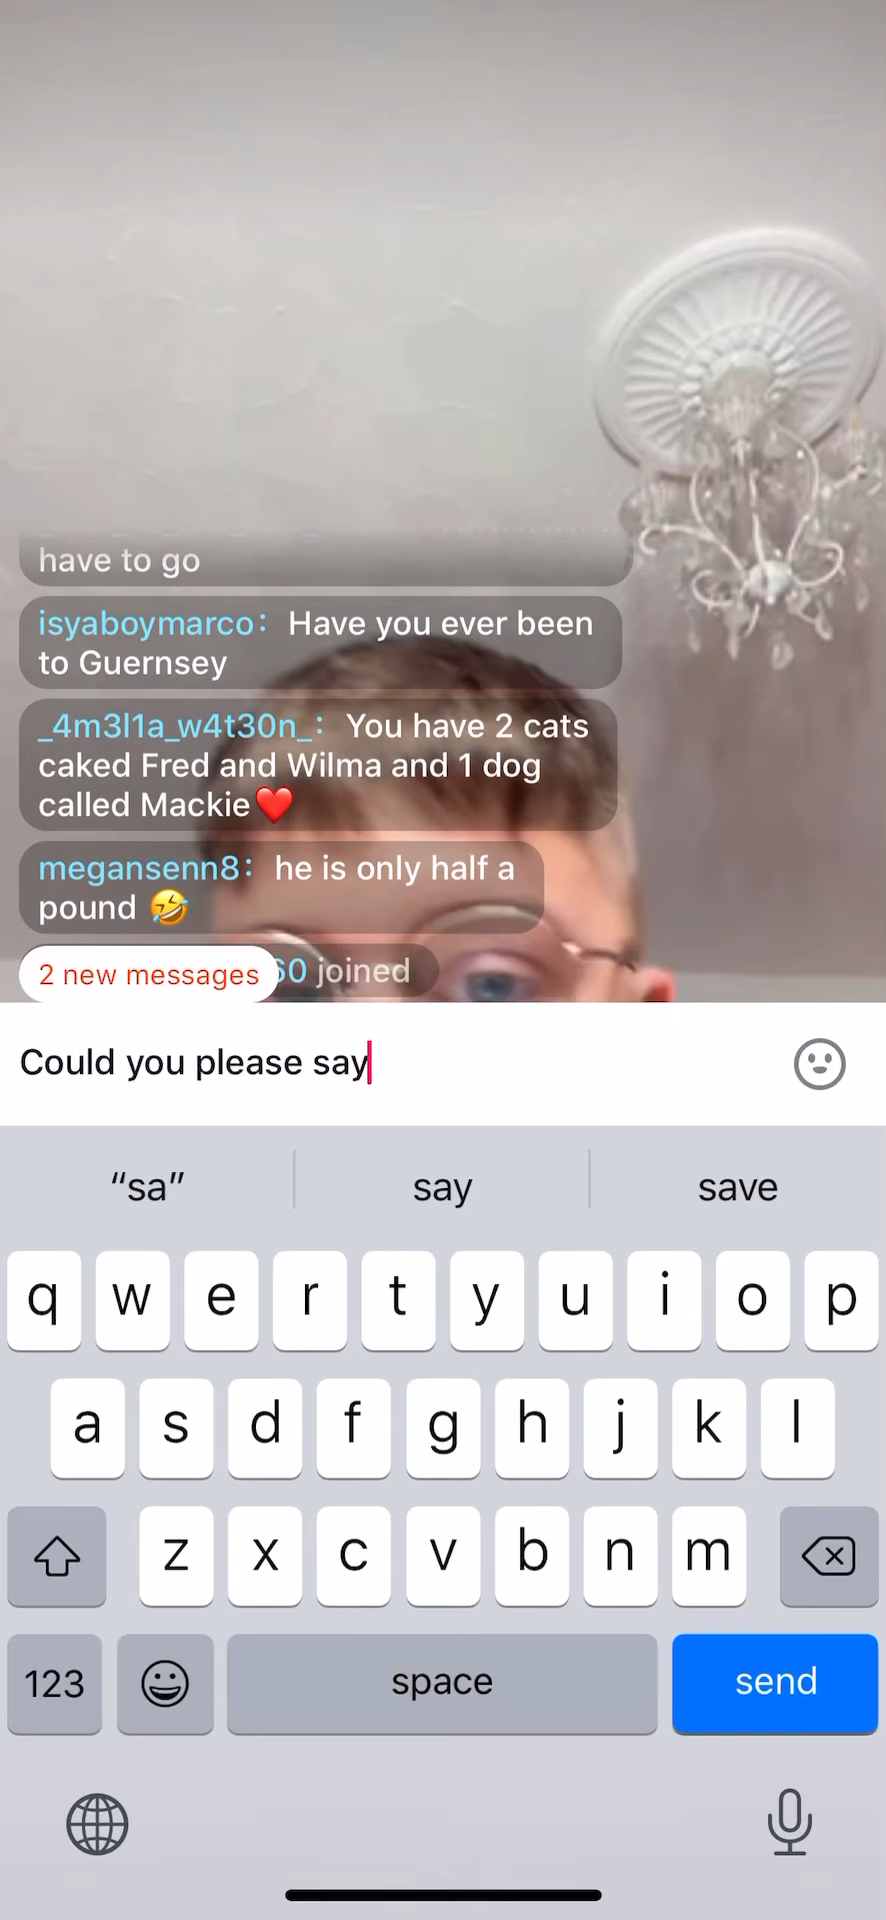 have to go
isyaboymarco: Have you ever been
to Guernsey
_4m3l1a_w4t30n_: You have 2 cats
caked Fred and Wilma and 1 dog
called Mackie❤️
megansenn8: he is only half a
pound 🤣
2 new messages 60 joined
Could you please say
“sa” say save
q w e r t y u i o p
a s d f g h j k l
z x c v b n m
123 space send